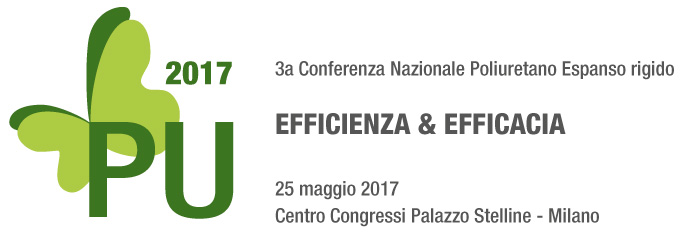 2017
PU
3a Conferenza Nazionale Poliuretano Espanso rigido
EFFICIENZA & EFFICACIA
25 maggio 2017
Centro Congressi Palazzo Stelline - Milano